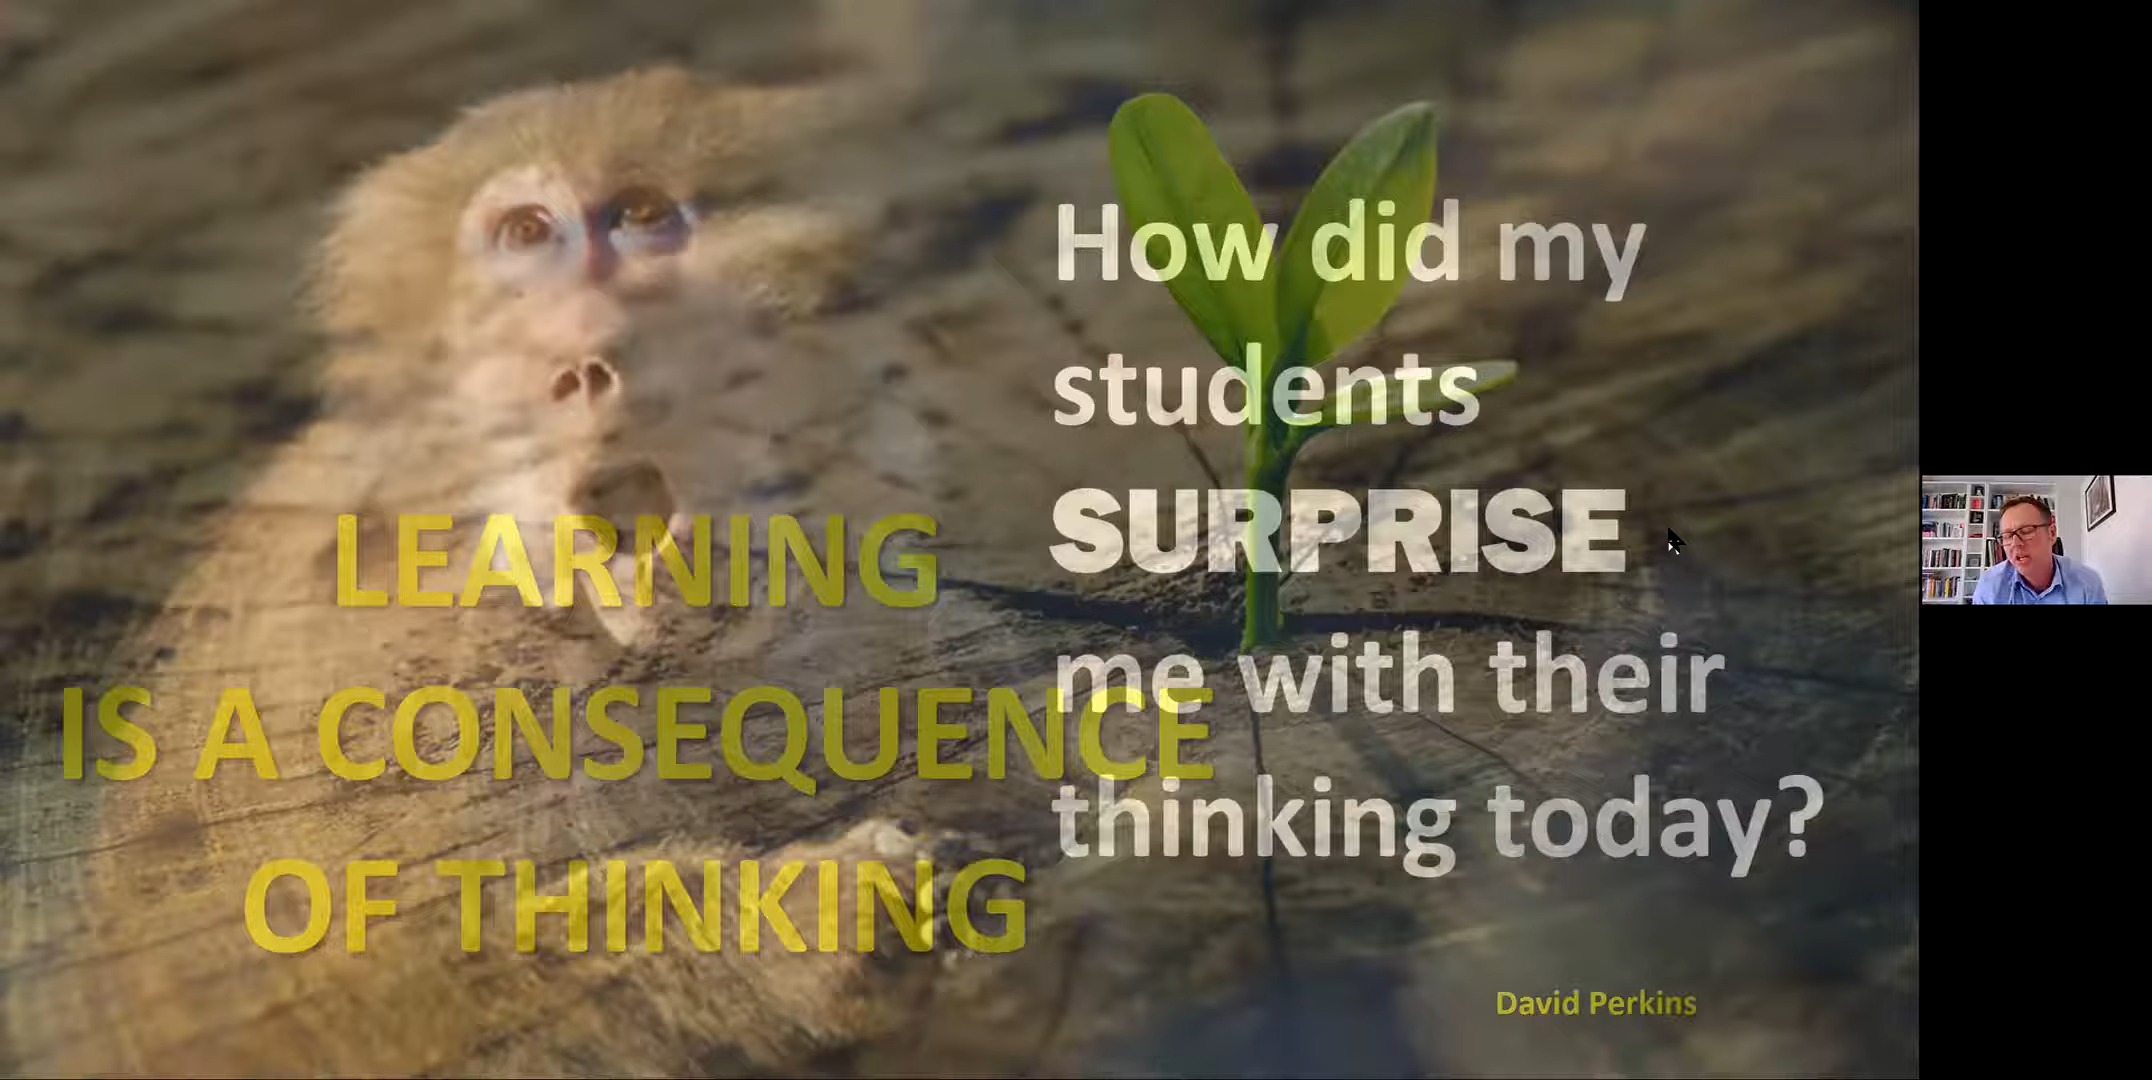 How did my
students
SURPRISE
me with their
thinking today?
LEARNING
IS A CONSEQUENCE
OF THINKING
David Perkins